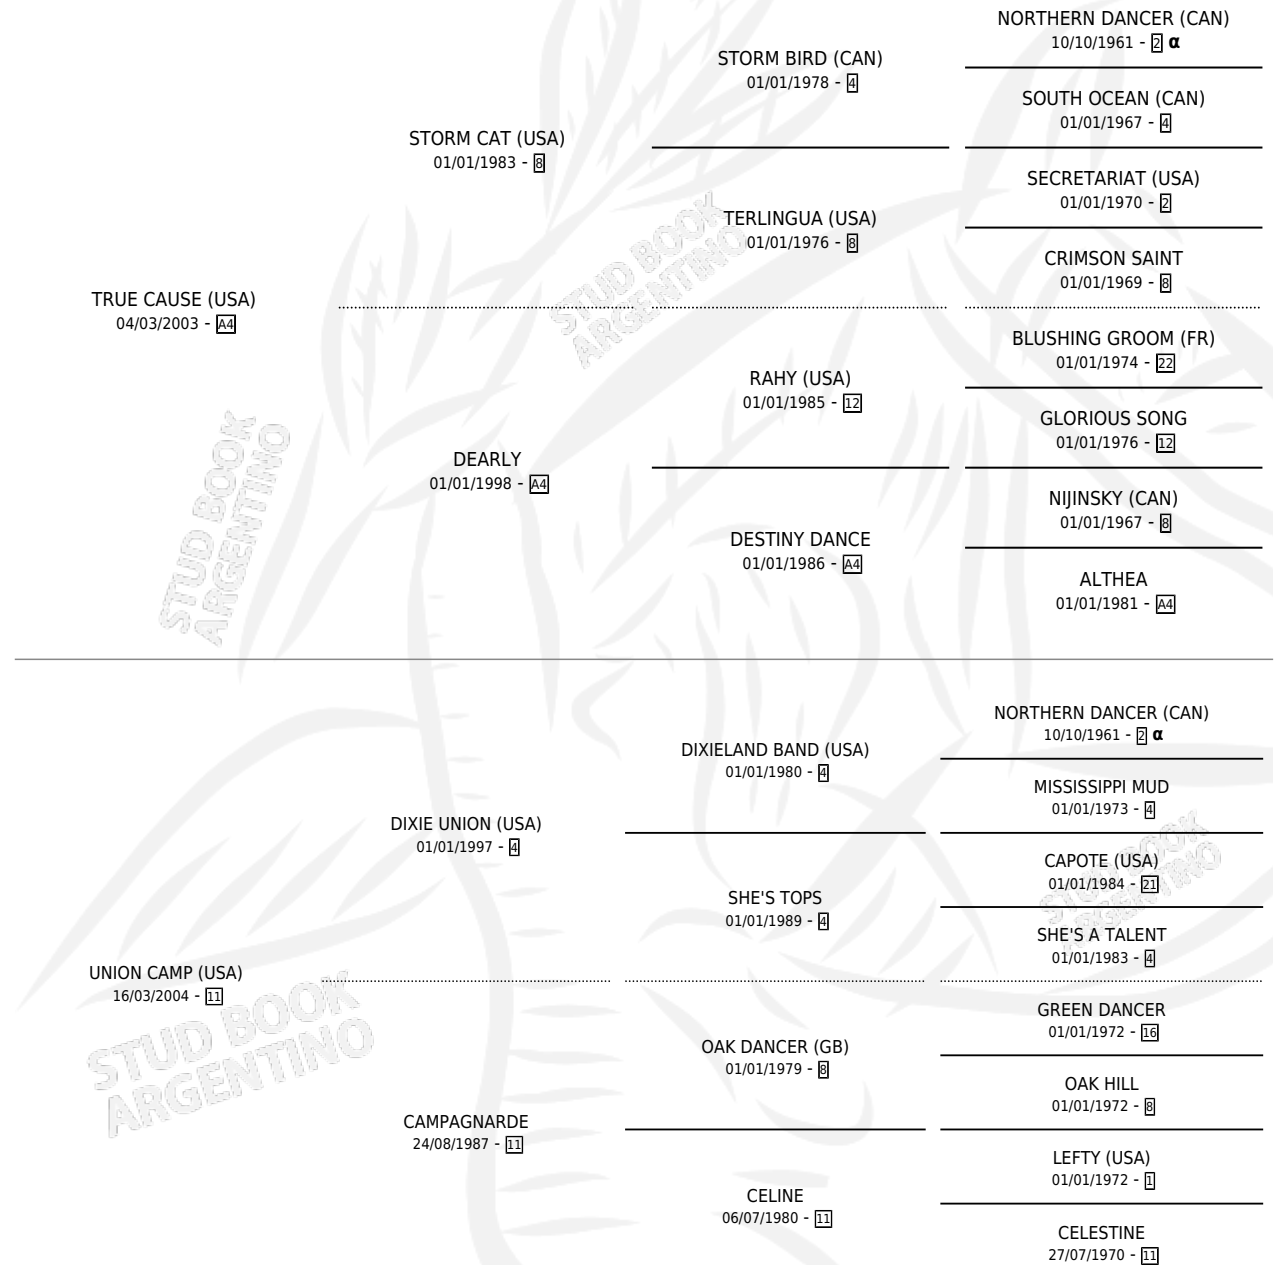 NORTHERN DANCER (CAN)
10/10/1961 - 2 α
STORM BIRD (CAN)
01/01/1978 - 4
SOUTH OCEAN (CAN)
01/01/1967 - 4
STORM CAT (USA)
01/01/1983 - 8
SECRETARIAT (USA)
01/01/1970 - 2
TERLINGUA (USA)
01/01/1976 - 8
CRIMSON SAINT
01/01/1969 - 8
TRUE CAUSE (USA)
04/03/2003 - A4
BLUSHING GROOM (FR)
01/01/1974 - 22
RAHY (USA)
01/01/1985 - 12
GLORIOUS SONG
01/01/1976 - 12
DEARLY
01/01/1998 - A4
NIJINSKY (CAN)
01/01/1967 - 8
DESTINY DANCE
01/01/1986 - A4
ALTHEA
01/01/1981 - A4
STUD BOOK
ARGENTINO
STUD BOOK
ARGENTINO
NORTHERN DANCER (CAN)
10/10/1961 - 2 α
DIXIELAND BAND (USA)
01/01/1980 - 4
MISSISSIPPI MUD
01/01/1973 - 4
DIXIE UNION (USA)
01/01/1997 - 4
CAPOTE (USA)
01/01/1984 - 21
SHE'S TOPS
01/01/1989 - 4
SHE'S A TALENT
01/01/1983 - 4
UNION CAMP (USA)
16/03/2004 - 11
GREEN DANCER
01/01/1972 - 16
OAK DANCER (GB)
01/01/1979 - 8
OAK HILL
01/01/1972 - 8
CAMPAGNARDE
24/08/1987 - 11
LEFTY (USA)
01/01/1972 - 1
CELINE
06/07/1980 - 11
CELESTINE
27/07/1970 - 11
STUD BOOK
ARGENTINO
STUD BOOK
ARGENTINO